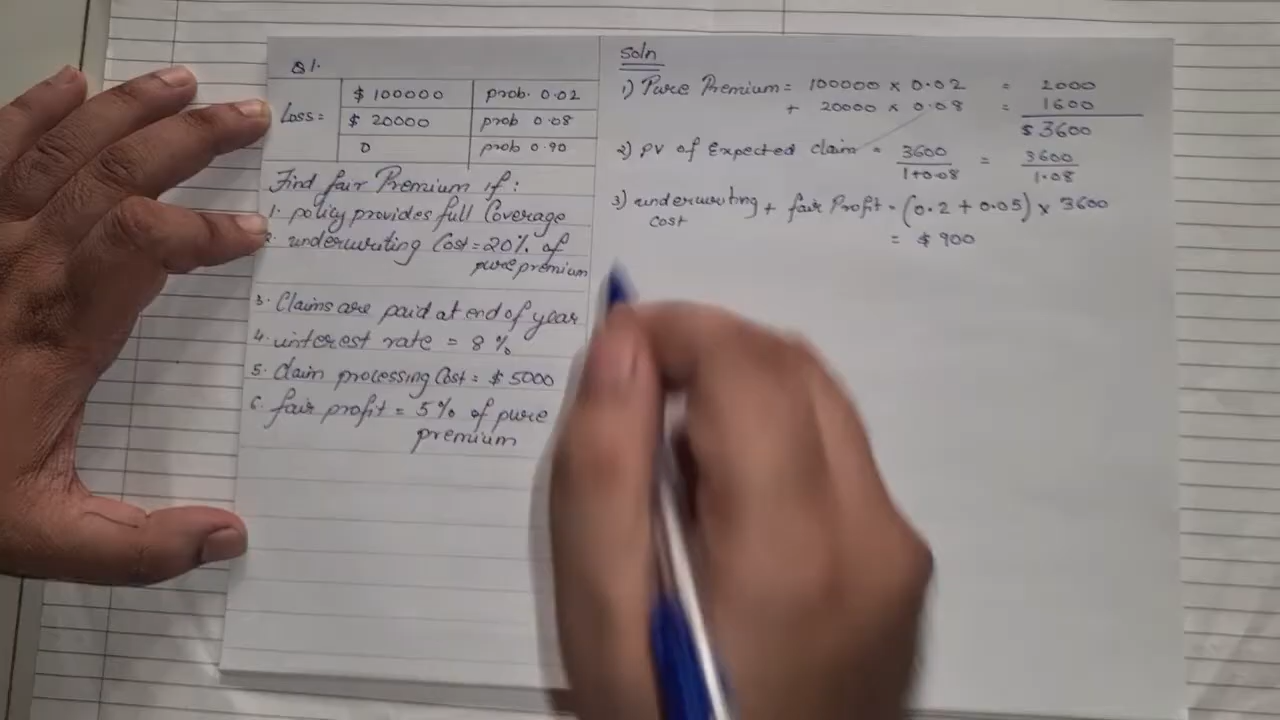 Q1.
Loss = $ 100000 prob. 0.02
$ 20000 prob 0.08
0 prob 0.90
Find fair Premium if :
1. policy provides full Coverage
2. underwriting Cost = 20% of
pure premium
3. Claims are paid at end of year
4. interest rate = 8 %
5. Claim processing Cost = $ 5000
6. fair profit = 5% of pure
premium
Soln
1) Pure Premium = 100000 x 0.02 = 2000
+ 20000 x 0.08 = 1600
$ 3600
2) PV of Expected claim = 3600 / 1+0.08 = 3600 / 1.08
3) underwriting + fair Profit = (0.2 + 0.05) x 3600
cost
= $ 900